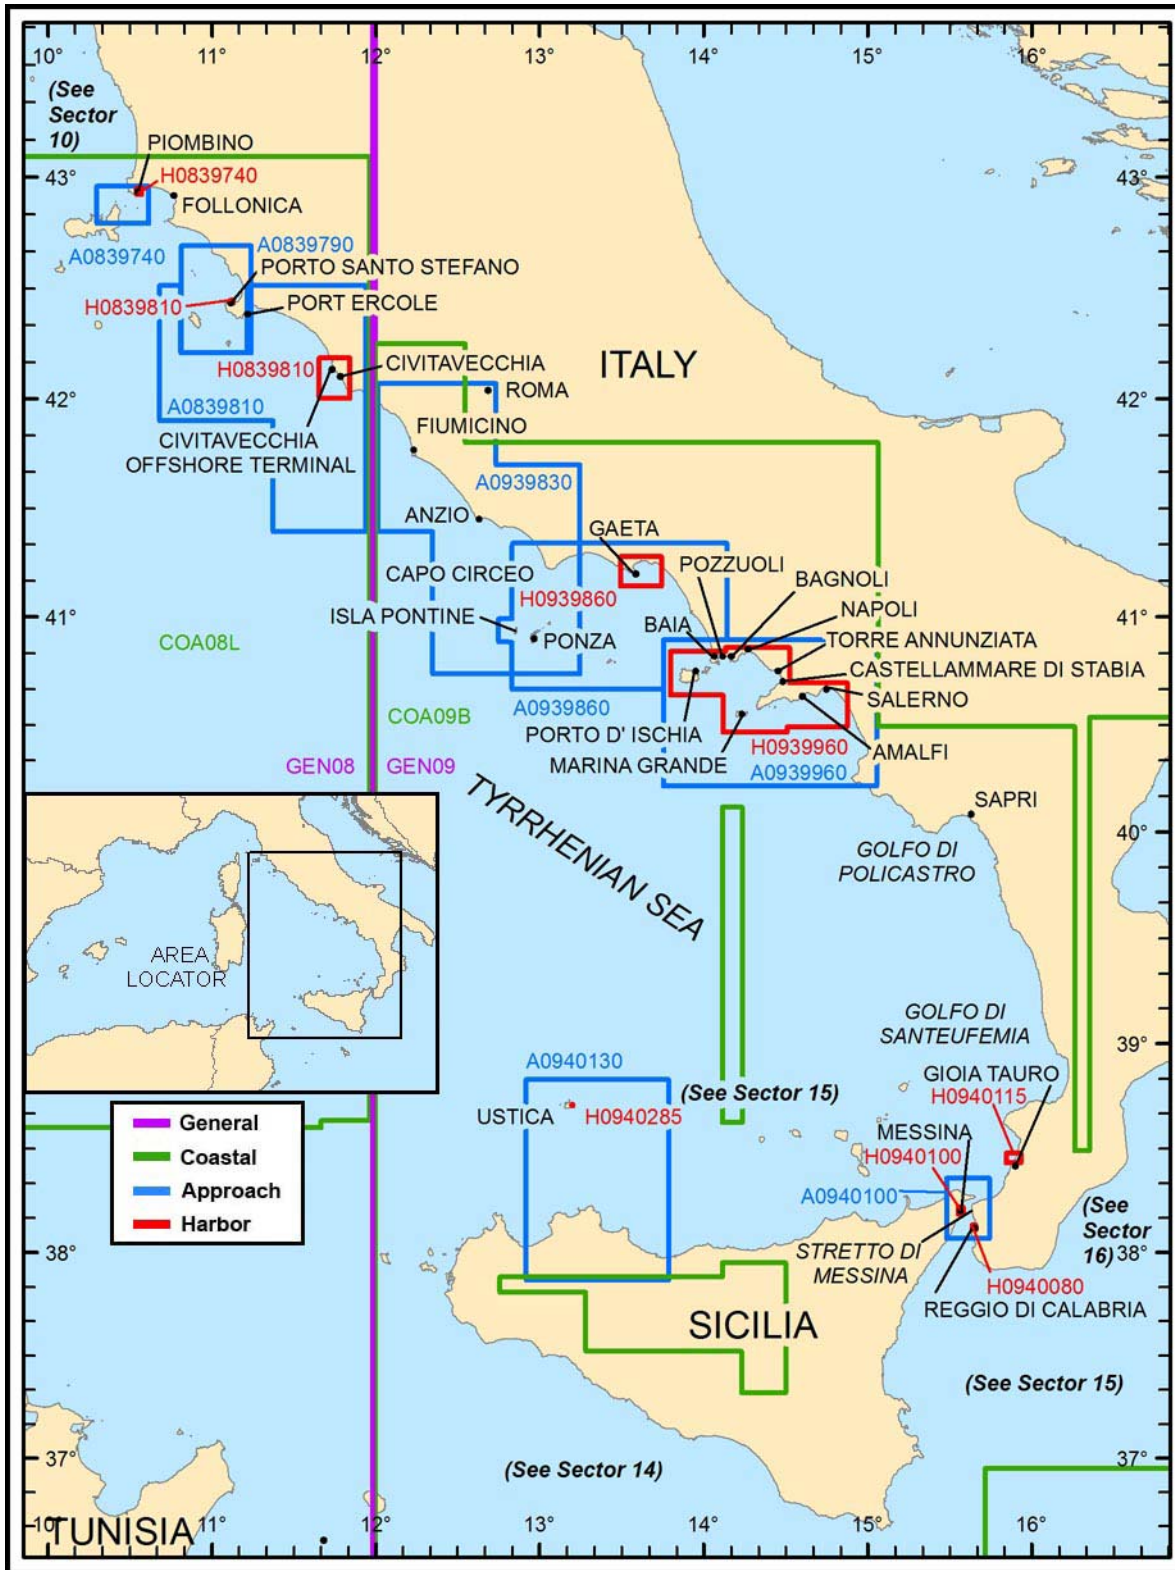 10°
11°
12°
13°
14°
15°
16°
(See
Sector
10)
PIOMBINO
H0839740
43°
43°
FOLLONICA
A0839740
A0839790
PORTO SANTO STEFANO
H0839810
PORT ERCOLE
H0839810
CIVITAVECCHIA
ITALY
ROMA
42°
42°
A0839810
FIUMICINO
CIVITAVECCHIA
OFFSHORE TERMINAL
A0939830
ANZIO
GAETA
POZZUOLI
CAPO CIRCEO
BAGNOLI
H0939860
NAPOLI
41°
41°
ISLA PONTINE
BAIA
PONZA
TORRE ANNUNZIATA
COA08L
CASTELLAMMARE DI STABIA
SALERNO
A0939860
COA09B
PORTO D' ISCHIA
H0939960
AMALFI
MARINA GRANDE
A0939960
GEN08
GEN09
TYRRHENIAN SEA
SAPRI
40°
GOLFO DI
POLICASTRO
AREA
LOCATOR
GOLFO DI
SANTEUFEMIA
39°
A0940130
GIOIA TAURO
(See Sector 15)
H0940115
USTICA
H0940285
General
MESSINA
H0940100
Coastal
Approach
A0940100
Harbor
(See
Sector
16)
38°
38°
STRETTO DI
MESSINA
H0940080
REGGIO DI CALABRIA
SICILIA
(See Sector 15)
37°
37°
(See Sector 14)
10°
TUNISIA
11°
12°
13°
14°
15°
16°